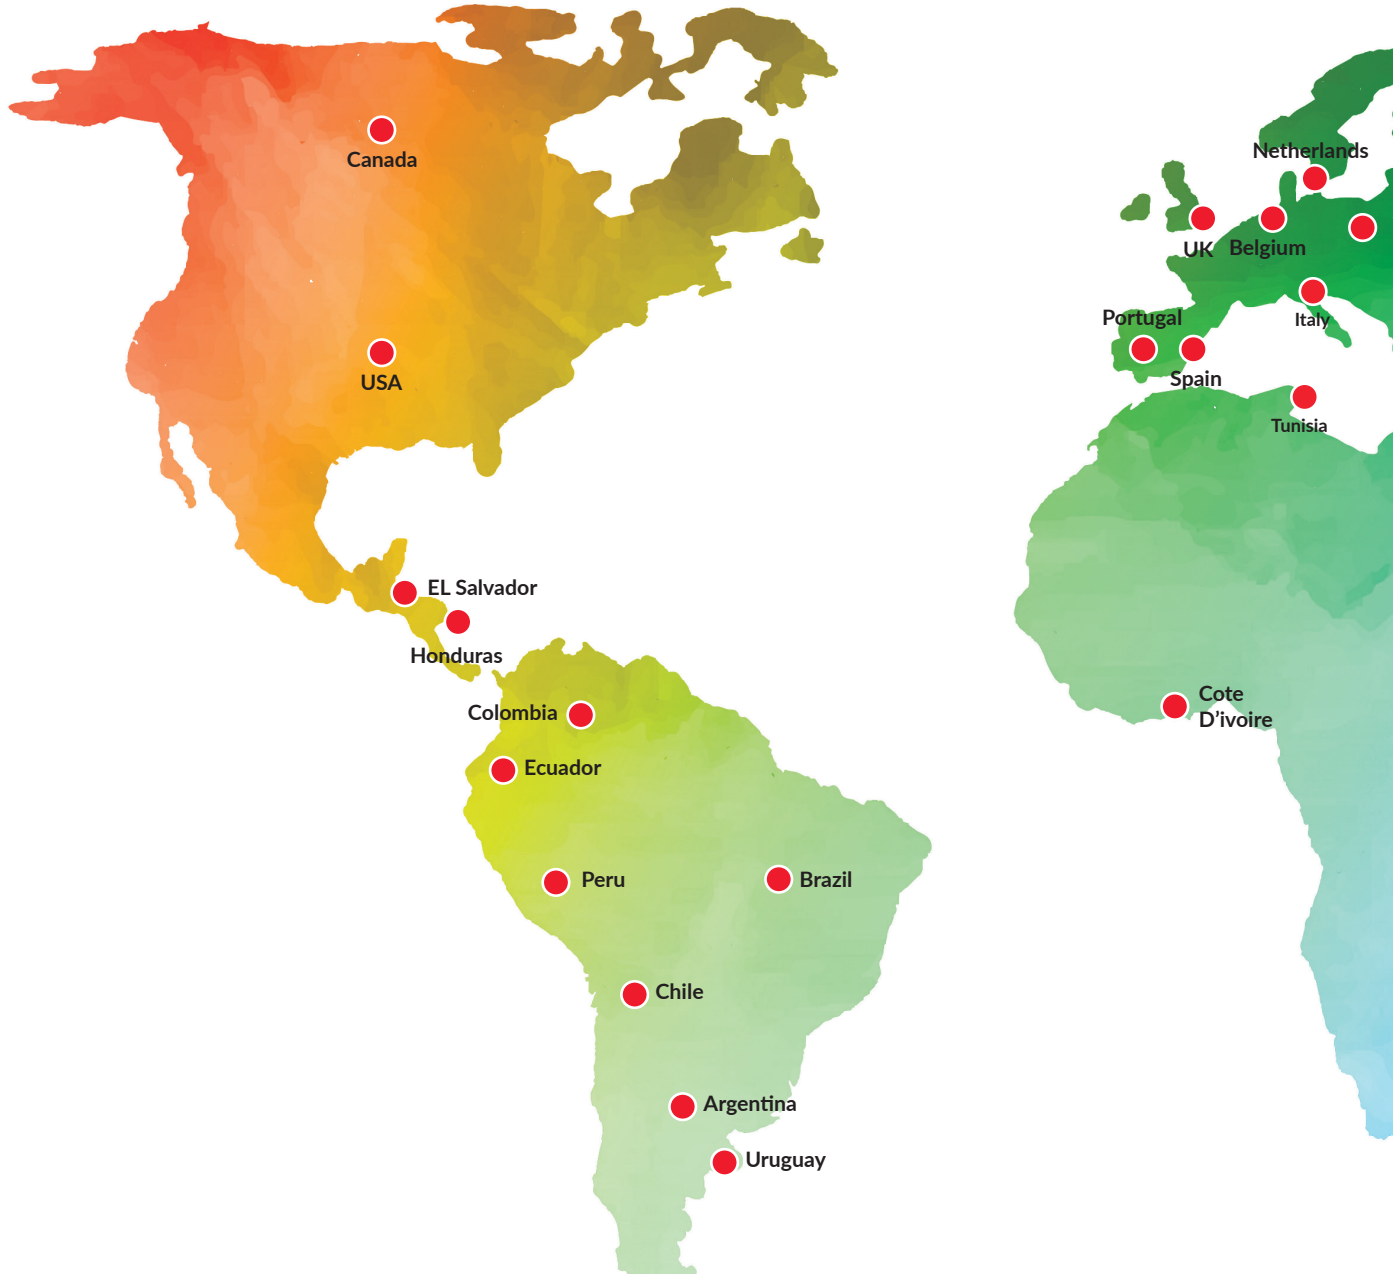 Canada
Netherlands
UK
Belgium
Portugal
Italy
USA
Spain
Tunisia
EL Salvador
Honduras
Colombia
Cote
D’ivoire
Ecuador
Peru
Brazil
Chile
Argentina
Uruguay